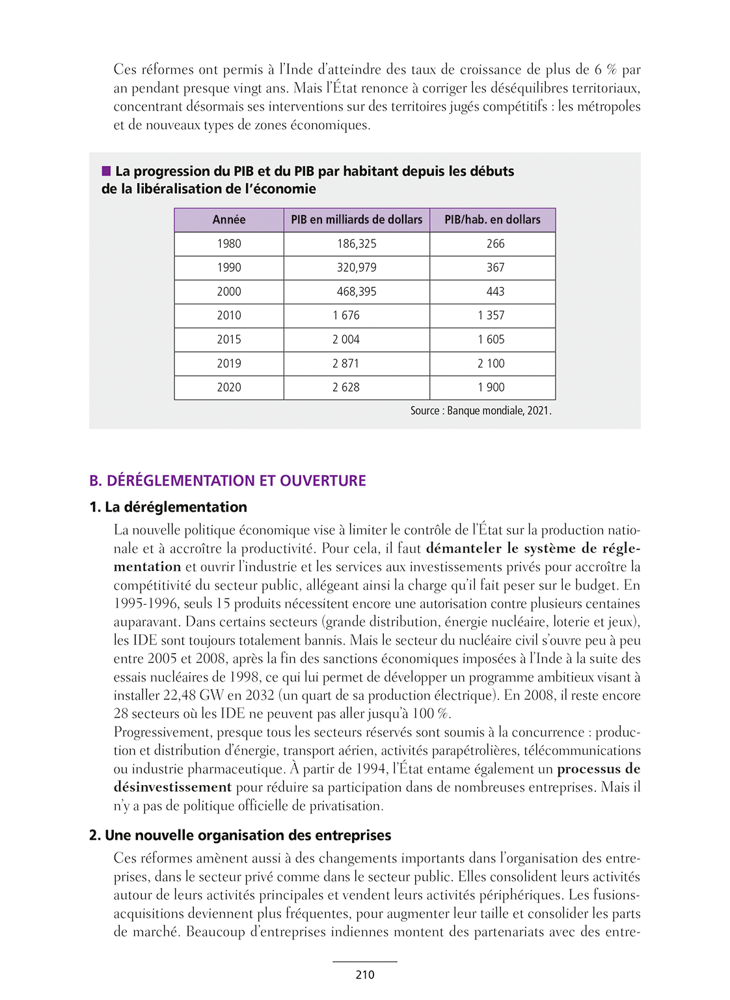 Ces réformes ont permis à l'Inde d'atteindre des taux de croissance de plus de 6 % par
an pendant presque vingt ans. Mais l'État renonce à corriger les déséquilibres territoriaux,
concentrant désormais ses interventions sur des territoires jugés compétitifs : les métropoles
et de nouveaux types de zones économiques.
■ La progression du PIB et du PIB par habitant depuis les débuts
de la libéralisation de l'économie
Année PIB en milliards de dollars PIB/hab. en dollars
1980 186,325 266
1990 320,979 367
2000 468,395 443
2010 1 676 1 357
2015 2 004 1 605
2019 2 871 2 100
2020 2 628 1 900
Source : Banque mondiale, 2021.
B. DÉRÉGLEMENTATION ET OUVERTURE
1. La déréglementation
La nouvelle politique économique vise à limiter le contrôle de l'État sur la production natio-
nale et à accroître la productivité. Pour cela, il faut démanteler le système de régle-
mentation et ouvrir l'industrie et les services aux investissements privés pour accroître la
compétitivité du secteur public, allégeant ainsi la charge qu'il fait peser sur le budget. En
1995-1996, seuls 15 produits nécessitent encore une autorisation contre plusieurs centaines
auparavant. Dans certains secteurs (grande distribution, énergie nucléaire, loterie et jeux),
les IDE sont toujours totalement bannis. Mais le secteur du nucléaire civil s'ouvre peu à peu
entre 2005 et 2008, après la fin des sanctions économiques imposées à l'Inde à la suite des
essais nucléaires de 1998, ce qui lui permet de développer un programme ambitieux visant à
installer 22,48 GW en 2032 (un quart de sa production électrique). En 2008, il reste encore
28 secteurs où les IDE ne peuvent pas aller jusqu'à 100 %.
Progressivement, presque tous les secteurs réservés sont soumis à la concurrence : produc-
tion et distribution d'énergie, transport aérien, activités parapétrolières, télécommunications
ou industrie pharmaceutique. À partir de 1994, l'État entame également un processus de
désinvestissement pour réduire sa participation dans de nombreuses entreprises. Mais il
n'y a pas de politique officielle de privatisation.
2. Une nouvelle organisation des entreprises
Ces réformes amènent aussi à des changements importants dans l'organisation des entre-
prises, dans le secteur privé comme dans le secteur public. Elles consolident leurs activités
autour de leurs activités principales et vendent leurs activités périphériques. Les fusions-
acquisitions deviennent plus fréquentes, pour augmenter leur taille et consolider les parts
de marché. Beaucoup d'entreprises indiennes montent des partenariats avec des entre-
210